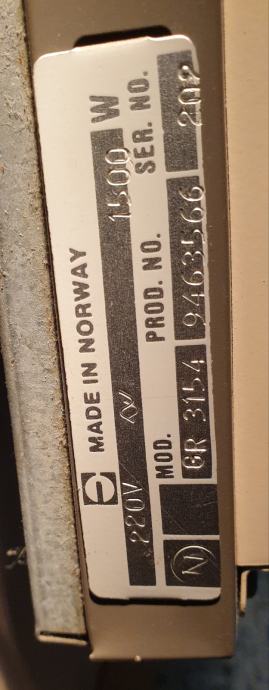 MADE IN NORWAY
220V ~ 1500 W
MOD. PROD. NO. SER. NO.
N GR 3154 9463566 202